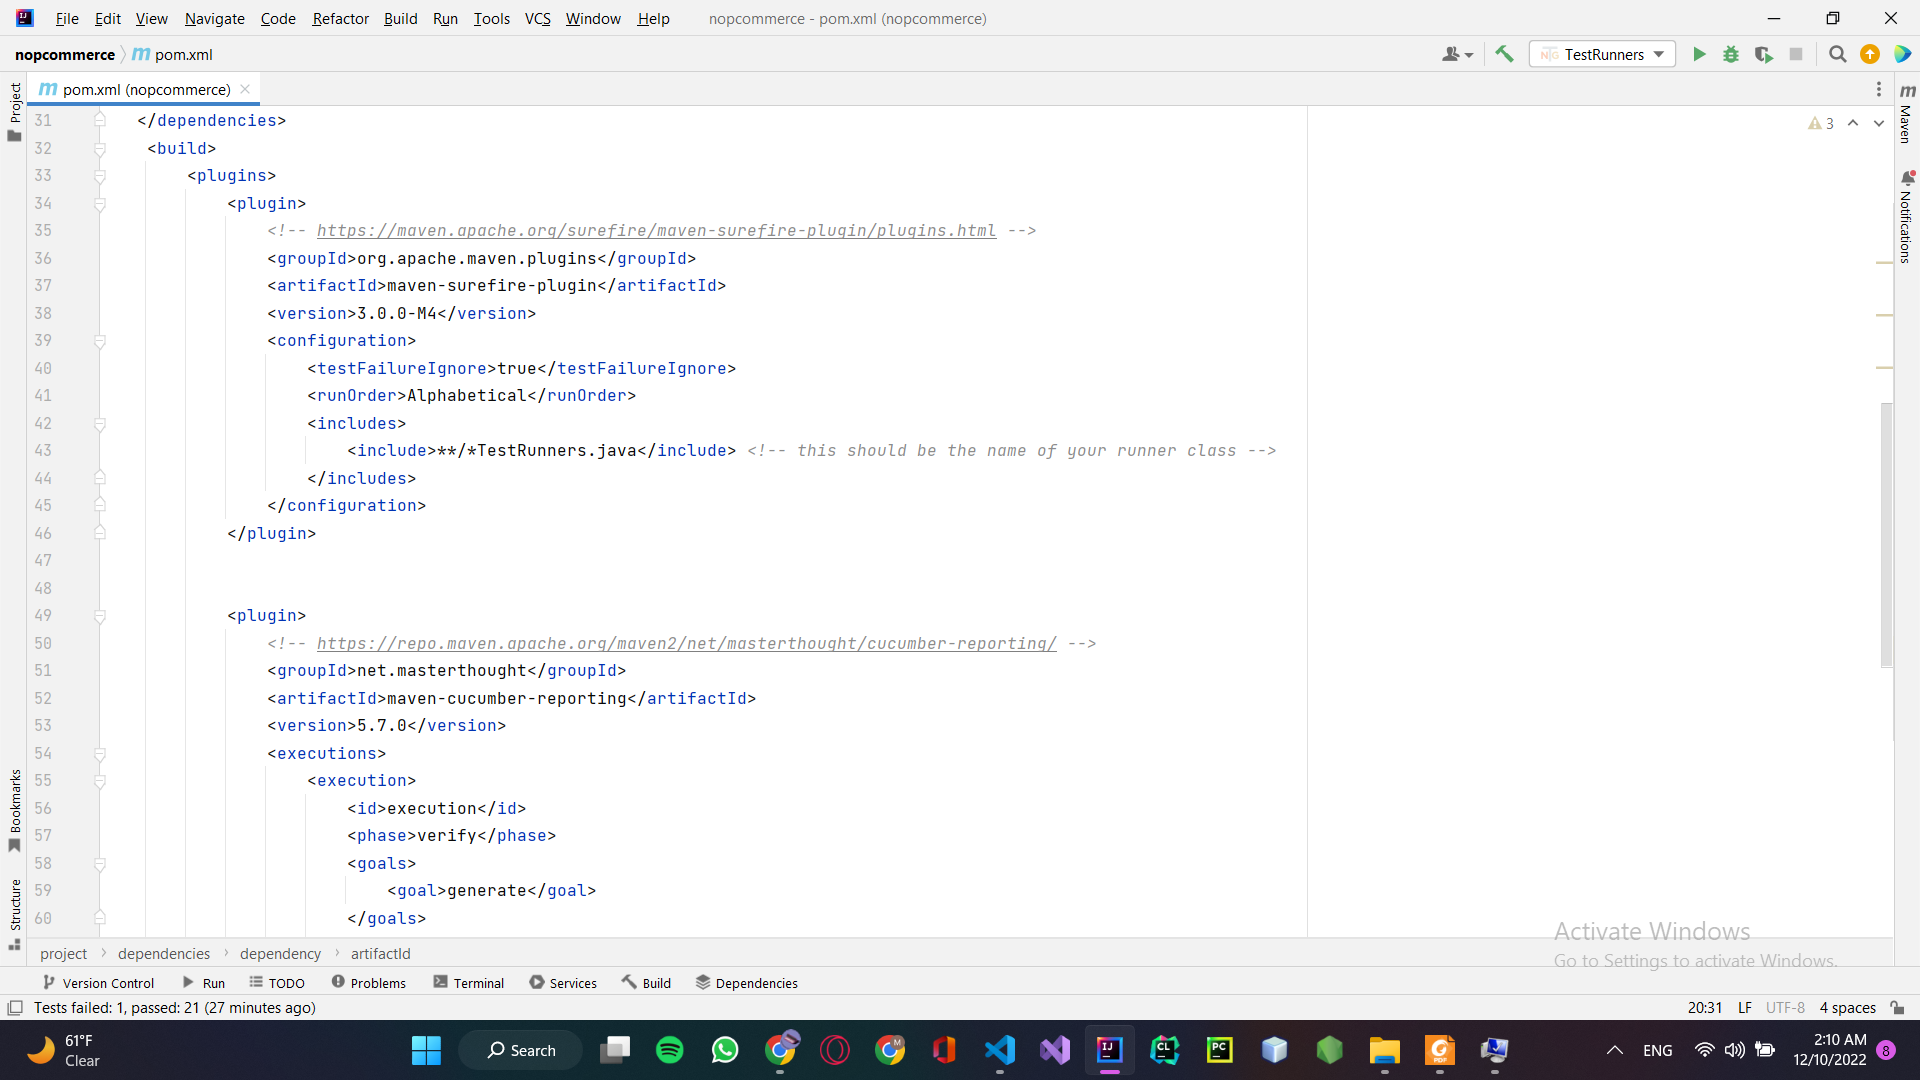 File Edit View Navigate Code Refactor Build Run Tools VCS Window Help nopcommerce - pom.xml (nopcommerce)
nopcommerce m pom.xml TestRunners
m pom.xml (nopcommerce)
Project
Bookmarks
Structure
m Maven
Notifications
3
31 </dependencies>
32 <build>
33 <plugins>
34 <plugin>
35 <!-- https://maven.apache.org/surefire/maven-surefire-plugin/plugins.html -->
36 <groupId>org.apache.maven.plugins</groupId>
37 <artifactId>maven-surefire-plugin</artifactId>
38 <version>3.0.0-M4</version>
39 <configuration>
40 <testFailureIgnore>true</testFailureIgnore>
41 <runOrder>Alphabetical</runOrder>
42 <includes>
43 <include>**/*TestRunners.java</include> <!-- this should be the name of your runner class -->
44 </includes>
45 </configuration>
46 </plugin>
47
48
49 <plugin>
50 <!-- https://repo.maven.apache.org/maven2/net/masterthought/cucumber-reporting/ -->
51 <groupId>net.masterthought</groupId>
52 <artifactId>maven-cucumber-reporting</artifactId>
53 <version>5.7.0</version>
54 <executions>
55 <execution>
56 <id>execution</id>
57 <phase>verify</phase>
58 <goals>
59 <goal>generate</goal>
60 </goals>
Activate Windows
Go to Settings to activate Windows.
project dependencies dependency artifactId
Version Control Run TODO Problems Terminal Services Build Dependencies
Tests failed: 1, passed: 21 (27 minutes ago) 20:31 LF UTF-8 4 spaces
61°F
Clear
Search
ENG
2:10 AM
12/10/2022
8